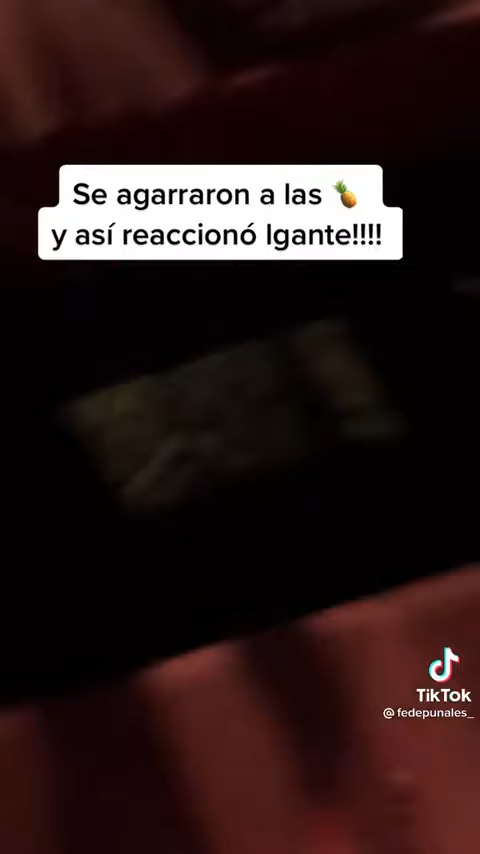 Se agarraron a las 🍍
y así reaccionó Igante!!!!
TikTok
@fedepunales_